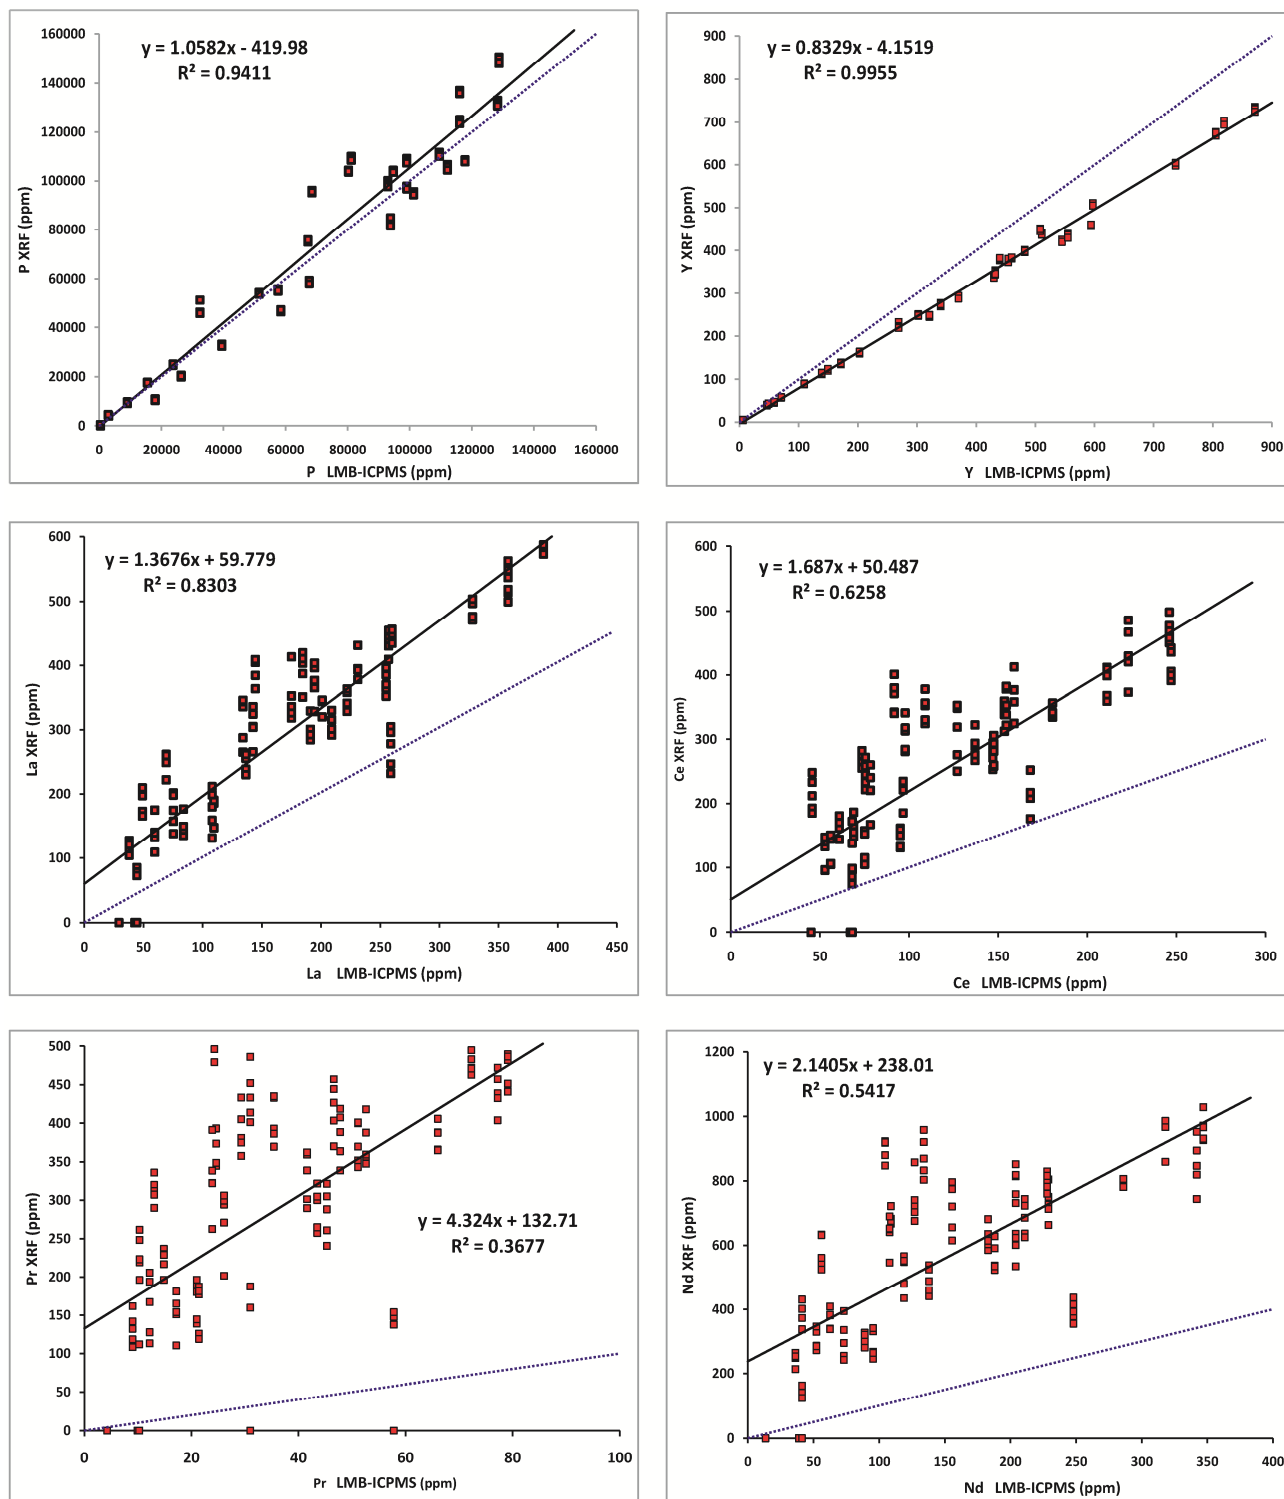 160000
140000
120000
100000
80000
60000
40000
20000
0
P XRF (ppm)
y = 1.0582x - 419.98
R² = 0.9411
0 20000 40000 60000 80000 100000 120000 140000 160000
P LMB-ICPMS (ppm)
900
800
700
600
500
400
300
200
100
0
Y XRF (ppm)
y = 0.8329x - 4.1519
R² = 0.9955
0 100 200 300 400 500 600 700 800 900
Y LMB-ICPMS (ppm)
600
500
400
300
200
100
0
La XRF (ppm)
y = 1.3676x + 59.779
R² = 0.8303
0 50 100 150 200 250 300 350 400 450
La LMB-ICPMS (ppm)
600
500
400
300
200
100
0
Ce XRF (ppm)
y = 1.687x + 50.487
R² = 0.6258
0 50 100 150 200 250 300
Ce LMB-ICPMS (ppm)
500
450
400
350
300
250
200
150
100
50
0
Pr XRF (ppm)
y = 4.324x + 132.71
R² = 0.3677
0 20 40 60 80 100
Pr LMB-ICPMS (ppm)
1200
1000
800
600
400
200
0
Nd XRF (ppm)
y = 2.1405x + 238.01
R² = 0.5417
0 50 100 150 200 250 300 350 400
Nd LMB-ICPMS (ppm)